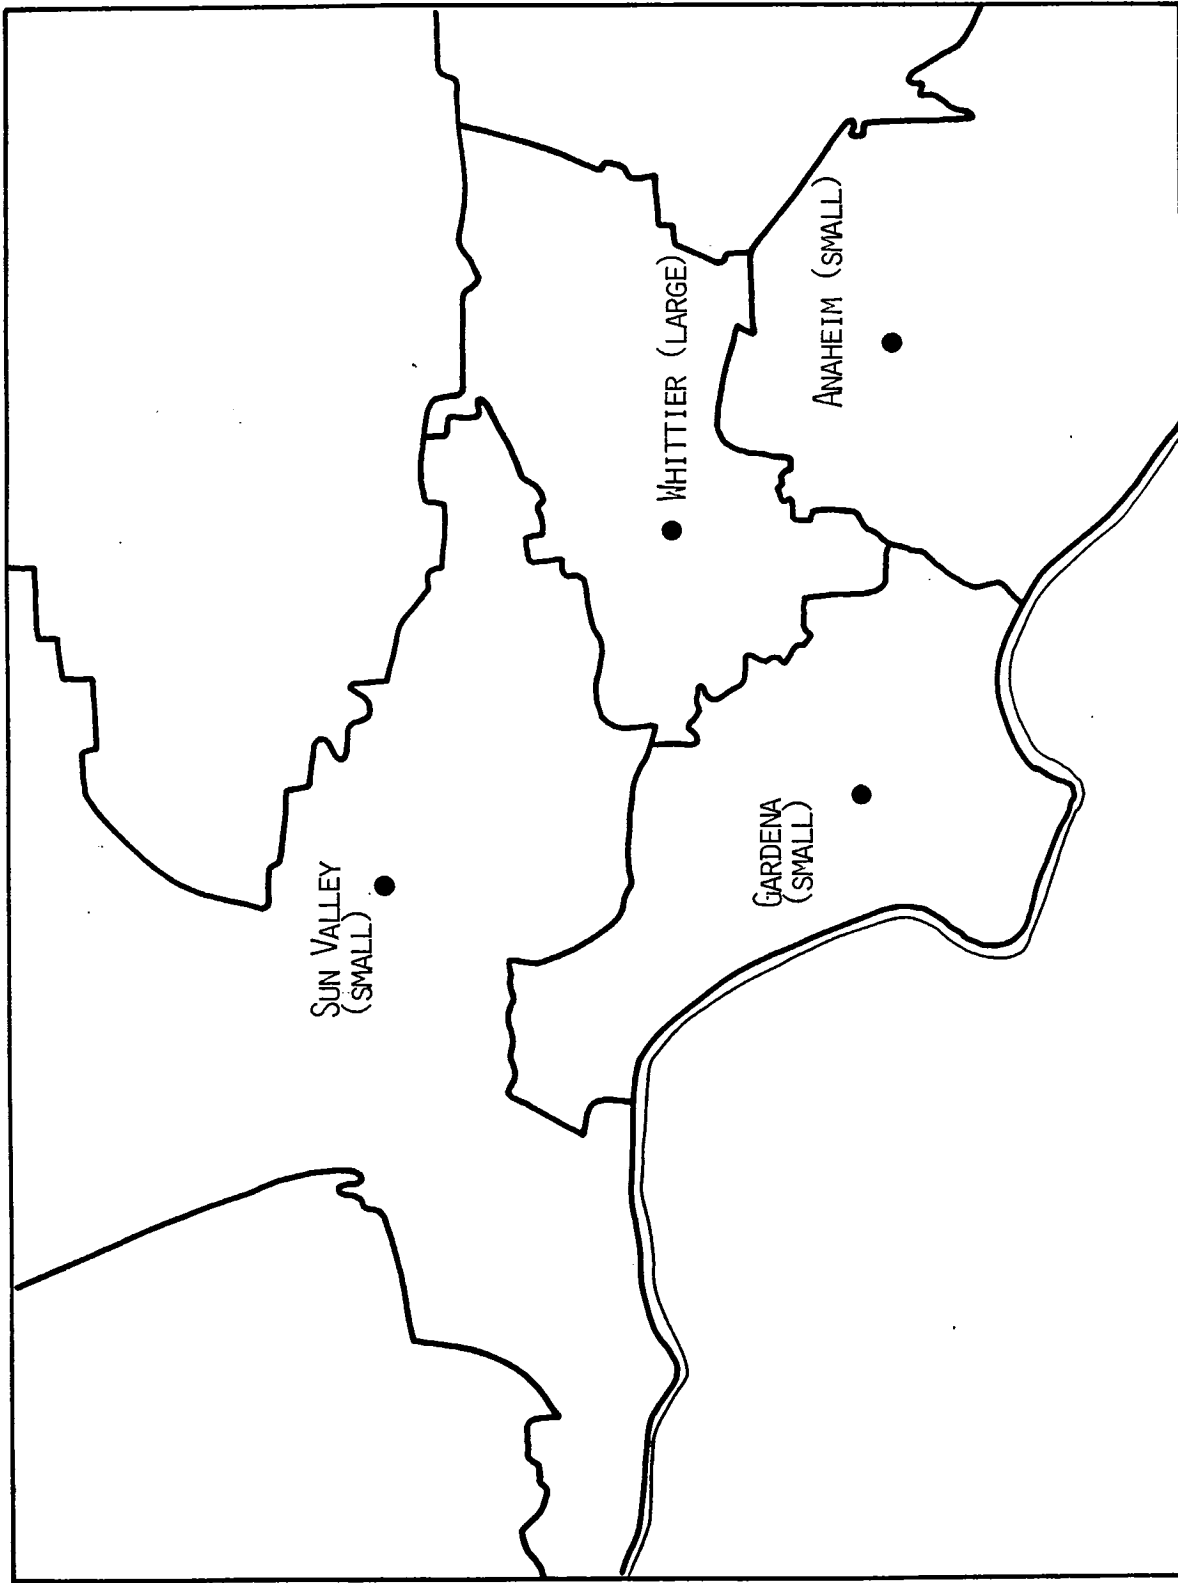 SUN VALLEY
(SMALL)
WHITTIER (LARGE)
GARDENA
(SMALL)
ANAHEIM (SMALL)